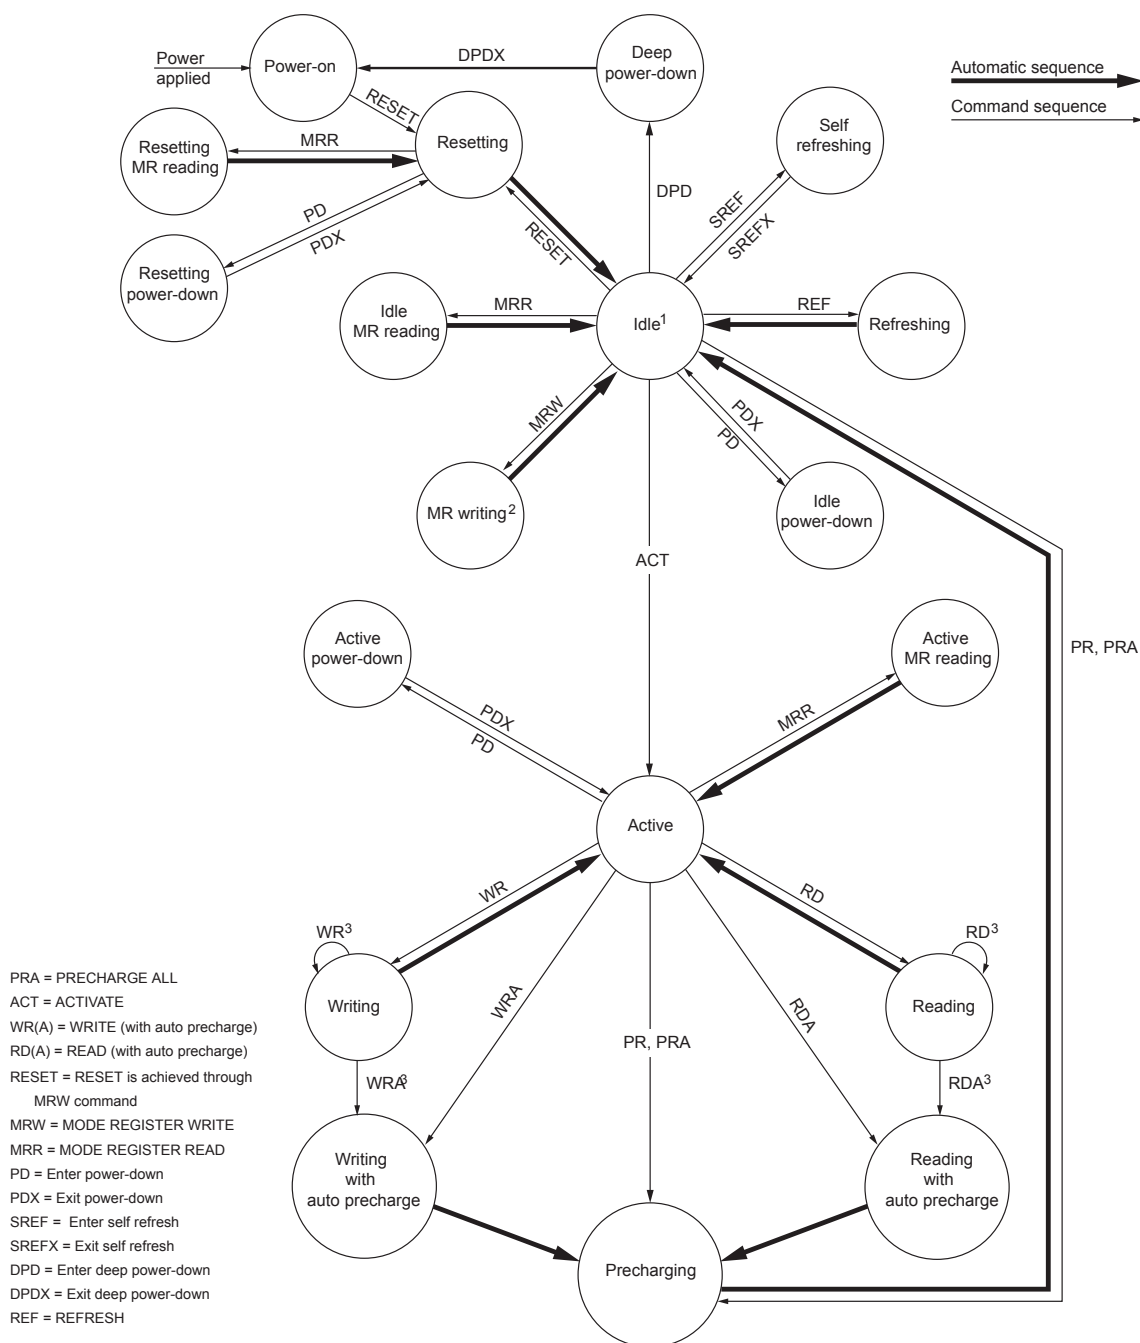 Power
applied
Power-on
DPDX
Deep
power-down
Automatic sequence
Command sequence
RESET
Resetting
MR reading
MRR
Resetting
Self
refreshing
PD
PDX
DPD
SREF
SREFX
Resetting
power-down
RESET
Idle
MR reading
MRR
Idle1
REF
Refreshing
MRW
PDX
PD
MR writing2
Idle
power-down
ACT
Active
power-down
Active
MR reading
PR, PRA
PDX
PD
MRR
Active
WR
RD
WR3
RD3
Writing
Reading
WRA
RDA
PR, PRA
WRA3
RDA3
Writing
with
auto precharge
Reading
with
auto precharge
Precharging
PRA = PRECHARGE ALL
ACT = ACTIVATE
WR(A) = WRITE (with auto precharge)
RD(A) = READ (with auto precharge)
RESET = RESET is achieved through
MRW command
MRW = MODE REGISTER WRITE
MRR = MODE REGISTER READ
PD = Enter power-down
PDX = Exit power-down
SREF = Enter self refresh
SREFX = Exit self refresh
DPD = Enter deep power-down
DPDX = Exit deep power-down
REF = REFRESH